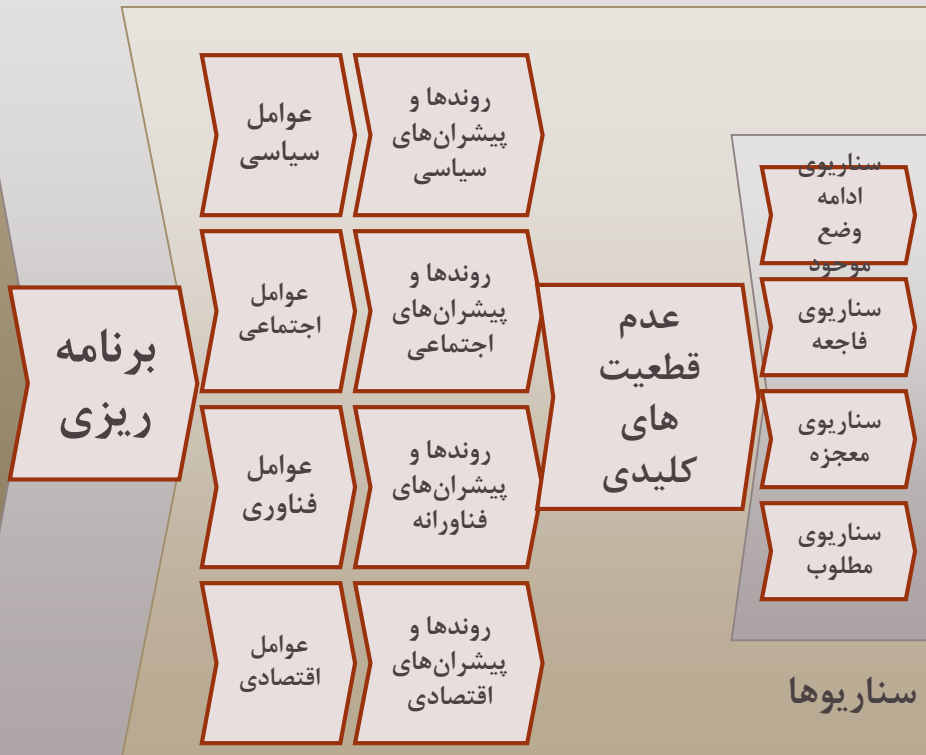 برنامه
ریزی
عوامل
سیاسی
روندها و
پیشران‌های
سیاسی
عوامل
اجتماعی
روندها و
پیشران‌های
اجتماعی
عوامل
فناوری
روندها و
پیشران‌های
فناورانه
عوامل
اقتصادی
روندها و
پیشران‌های
اقتصادی
عدم
قطعیت
های
کلیدی
سناریوی
ادامه
وضع
موجود
سناریوی
فاجعه
سناریوی
معجزه
سناریوی
مطلوب
سناریوها